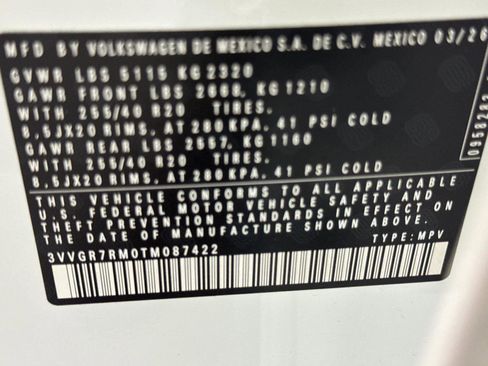 MFD BY VOLKSWAGEN DE MEXICO S.A. DE C.V. MEXICO 03/26
GVWR LBS 5115 KG 2320
GAWR FRONT LBS 2668, KG 1210
WITH 255/40 R20 TIRES.
8,5JX20 RIMS, AT 280 KPA, 41 PSI COLD
GAWR REAR LBS 2557, KG 1160
WITH 255/40 R20 TIRES.
8,5JX20 RIMS, AT 280 KPA, 41 PSI COLD
THIS VEHICLE CONFORMS TO ALL APPLICABLE
U.S. FEDERAL MOTOR VEHICLE SAFETY AND
THEFT PREVENTION STANDARDS IN EFFECT ON
THE DATE OF MANUFACTURE SHOWN ABOVE.
3VVGR7RM0TM087422 TYPE: MPV